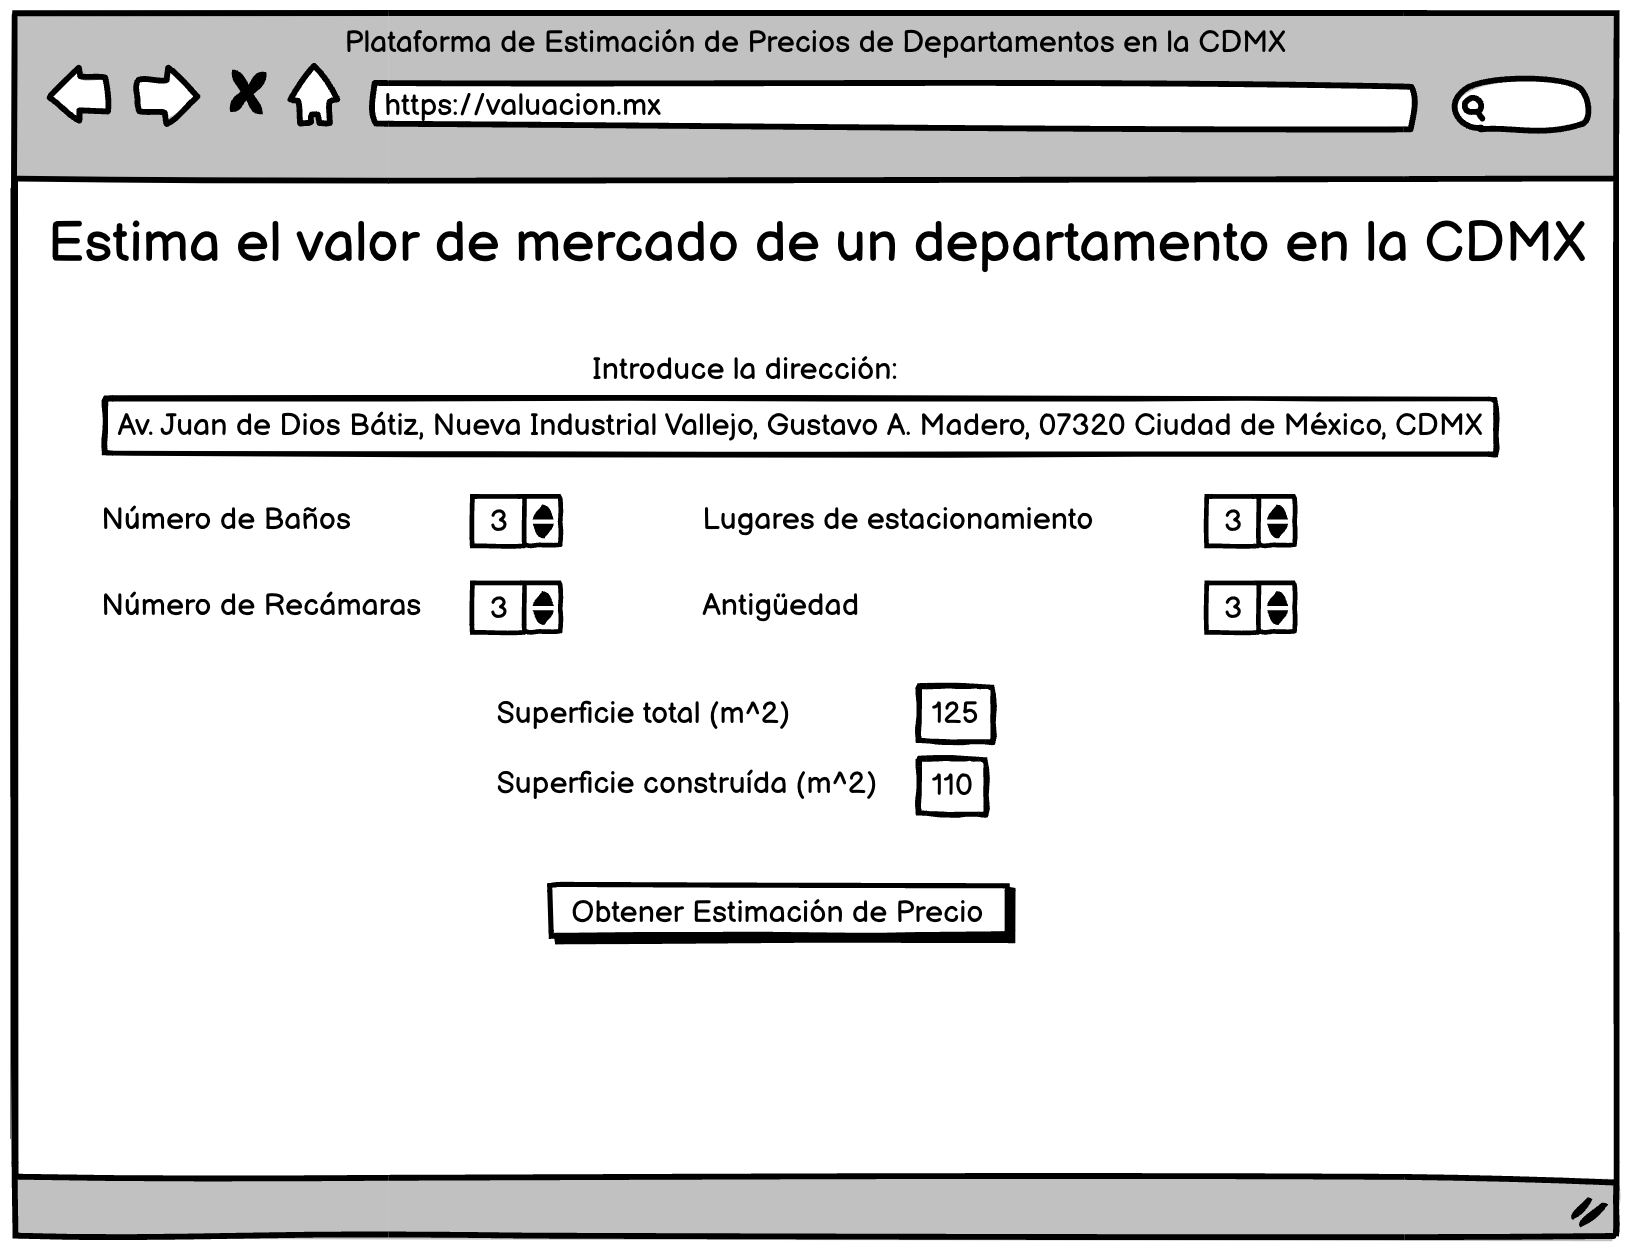 Plataforma de Estimación de Precios de Departamentos en la CDMX
https://valuacion.mx
Estima el valor de mercado de un departamento en la CDMX
Introduce la dirección:
Av. Juan de Dios Bátiz, Nueva Industrial Vallejo, Gustavo A. Madero, 07320 Ciudad de México, CDMX
Número de Baños 3 Lugares de estacionamiento 3
Número de Recámaras 3 Antigüedad 3
Superficie total (m^2) 125
Superficie construída (m^2) 110
Obtener Estimación de Precio